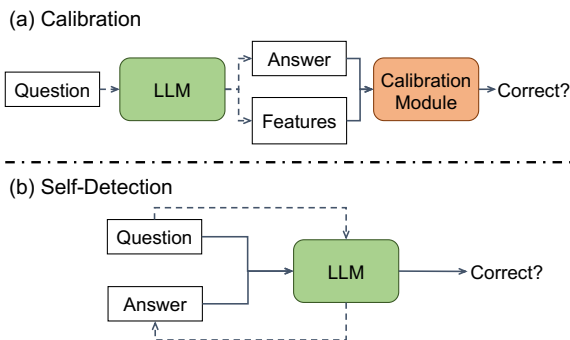 (a) Calibration
Question
LLM
Answer
Features
Calibration
Module
Correct?
(b) Self-Detection
Question
Answer
LLM
Correct?